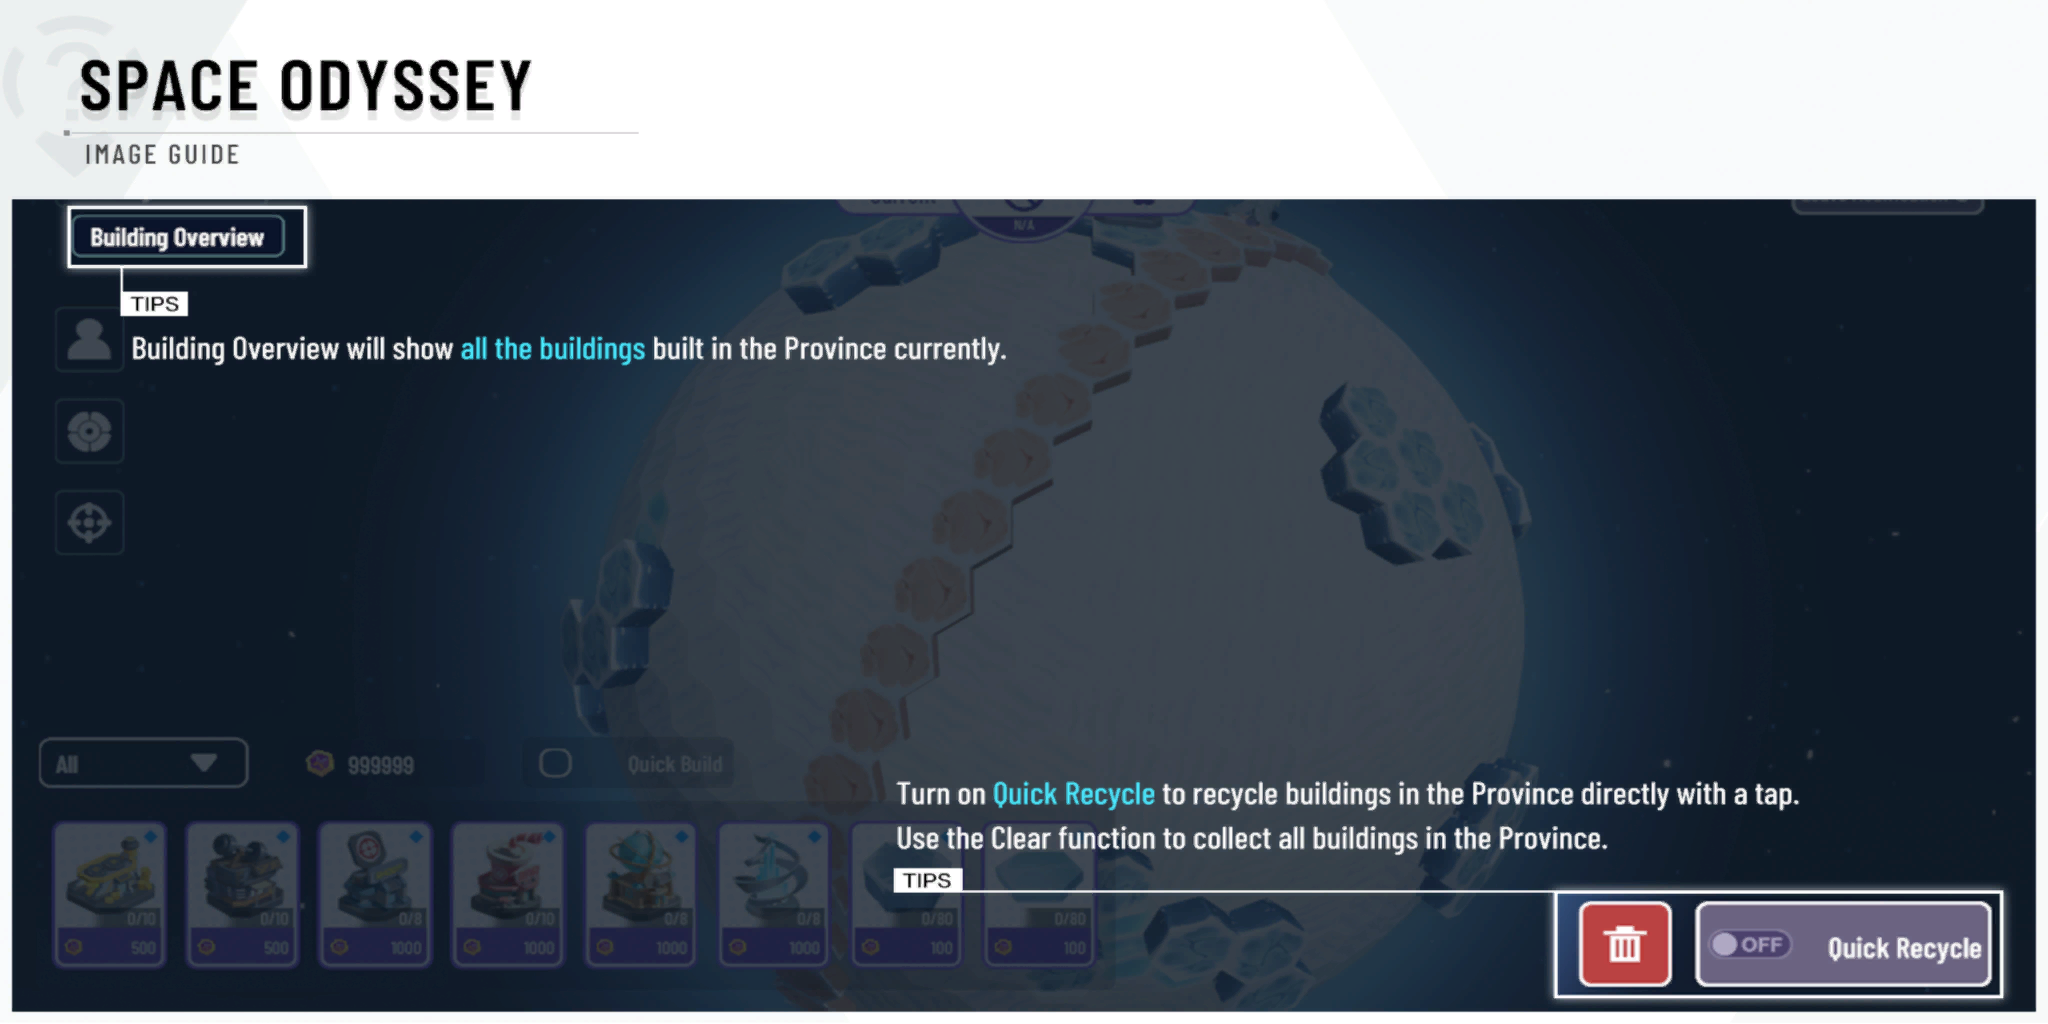 SPACE ODYSSEY
IMAGE GUIDE
N/A
Building Overview
TIPS
Building Overview will show all the buildings built in the Province currently.
All
999999
Quick Build
Turn on Quick Recycle to recycle buildings in the Province directly with a tap.
Use the Clear function to collect all buildings in the Province.
TIPS
0/10 0/10 0/8 0/10 0/8 0/8 0/80 0/80
500 500 1000 1000 1000 1000 100 100
OFF Quick Recycle